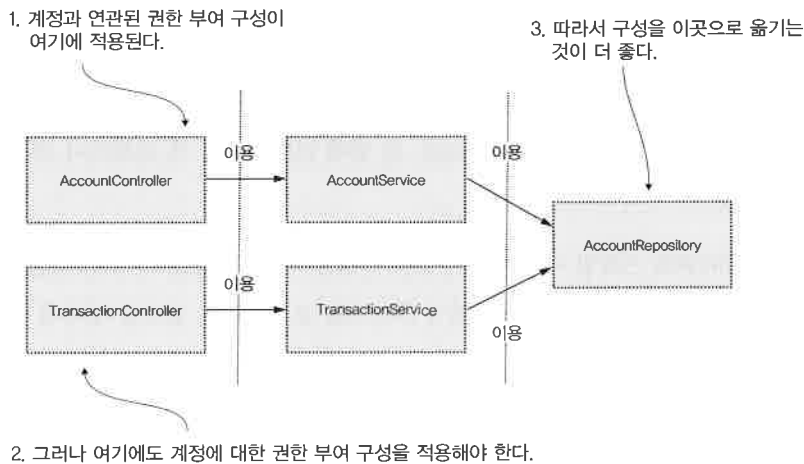 1. 계정과 연관된 권한 부여 구성이
여기에 적용된다.
3. 따라서 구성을 이곳으로 옮기는
것이 더 좋다.
이용
이용
AccountController
AccountService
AccountRepository
이용
TransactionController
TransactionService
이용
2. 그러나 여기에도 계정에 대한 권한 부여 구성을 적용해야 한다.